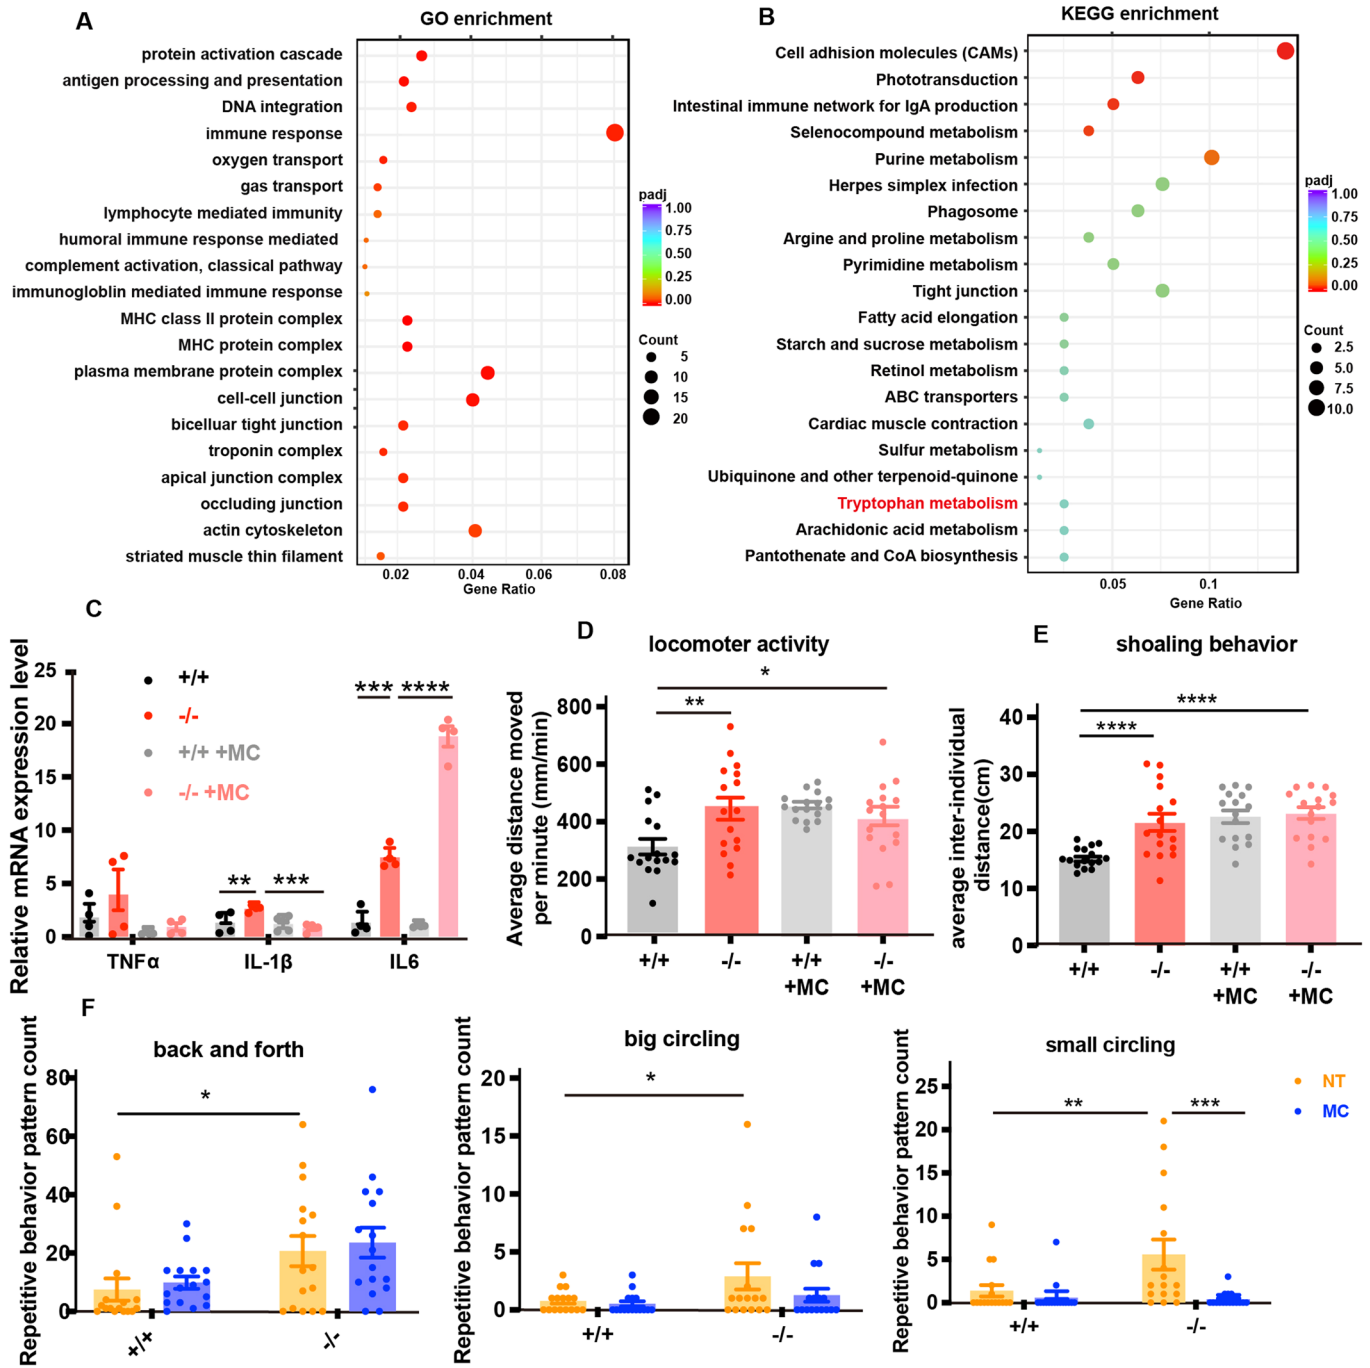 A
GO enrichment
protein activation cascade
antigen processing and presentation
DNA integration
immune response
oxygen transport
gas transport
lymphocyte mediated immunity
humoral immune response mediated
complement activation, classical pathway
immunogloblin mediated immune response
MHC class II protein complex
MHC protein complex
plasma membrane protein complex
cell-cell junction
bicelluar tight junction
troponin complex
apical junction complex
occluding junction
actin cytoskeleton
striated muscle thin filament
0.02 0.04 0.06 0.08
Gene Ratio
padj
1.00
0.75
0.50
0.25
0.00
Count
5
10
15
20
B
KEGG enrichment
Cell adhision molecules (CAMs)
Phototransduction
Intestinal immune network for IgA production
Selenocompound metabolism
Purine metabolism
Herpes simplex infection
Phagosome
Argine and proline metabolism
Pyrimidine metabolism
Tight junction
Fatty acid elongation
Starch and sucrose metabolism
Retinol metabolism
ABC transporters
Cardiac muscle contraction
Sulfur metabolism
Ubiquinone and other terpenoid-quinone
Tryptophan metabolism
Arachidonic acid metabolism
Pantothenate and CoA biosynthesis
0.05 0.1
Gene Ratio
padj
1.00
0.75
0.50
0.25
0.00
Count
2.5
5.0
7.5
10.0
C
Relative mRNA expression level
25
20
15
10
5
0
+/+
-/-
+/+ +MC
-/- +MC
** ***
*** ****
TNFα IL-1β IL6
D
locomoter activity
Average distance moved
per minute (mm/min)
800
600
400
200
0
*
**
+/+ -/- +/+ -/-
+MC +MC
E
shoaling behavior
average inter-individual
distance(cm)
40
30
20
10
0
****
****
+/+ -/- +/+ -/-
+MC +MC
F
back and forth
Repetitive behavior pattern count
80
60
40
20
0
*
+/+ -/-
big circling
Repetitive behavior pattern count
20
15
10
5
0
*
+/+ -/-
small circling
Repetitive behavior pattern count
25
20
15
10
5
0
** ***
+/+ -/-
NT
MC